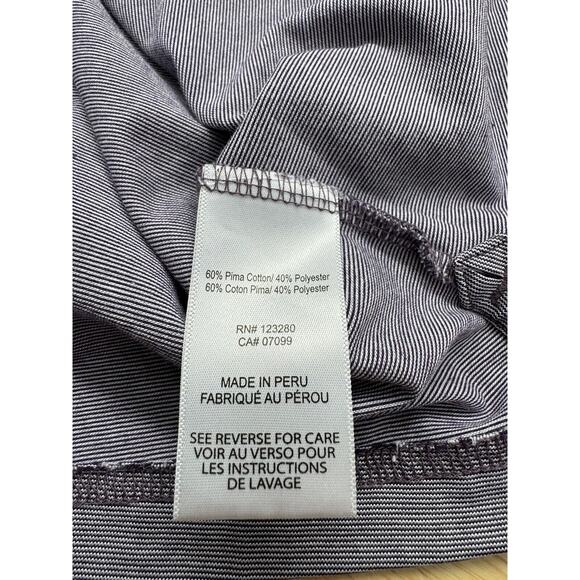 60% Pima Cotton/ 40% Polyester
60% Coton Pima/ 40% Polyester
RN# 123280
CA# 07099
MADE IN PERU
FABRIQUÉ AU PÉROU
SEE REVERSE FOR CARE
VOIR AU VERSO POUR
LES INSTRUCTIONS
DE LAVAGE